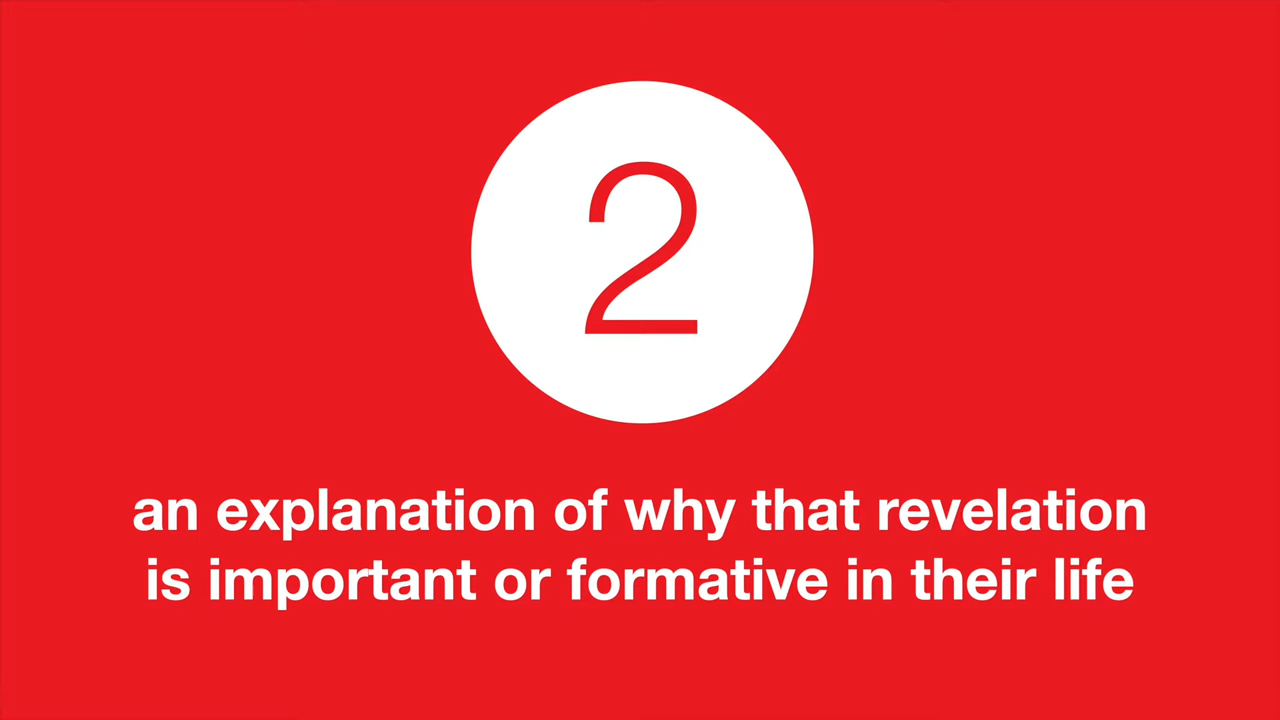 2
an explanation of why that revelation
is important or formative in their life